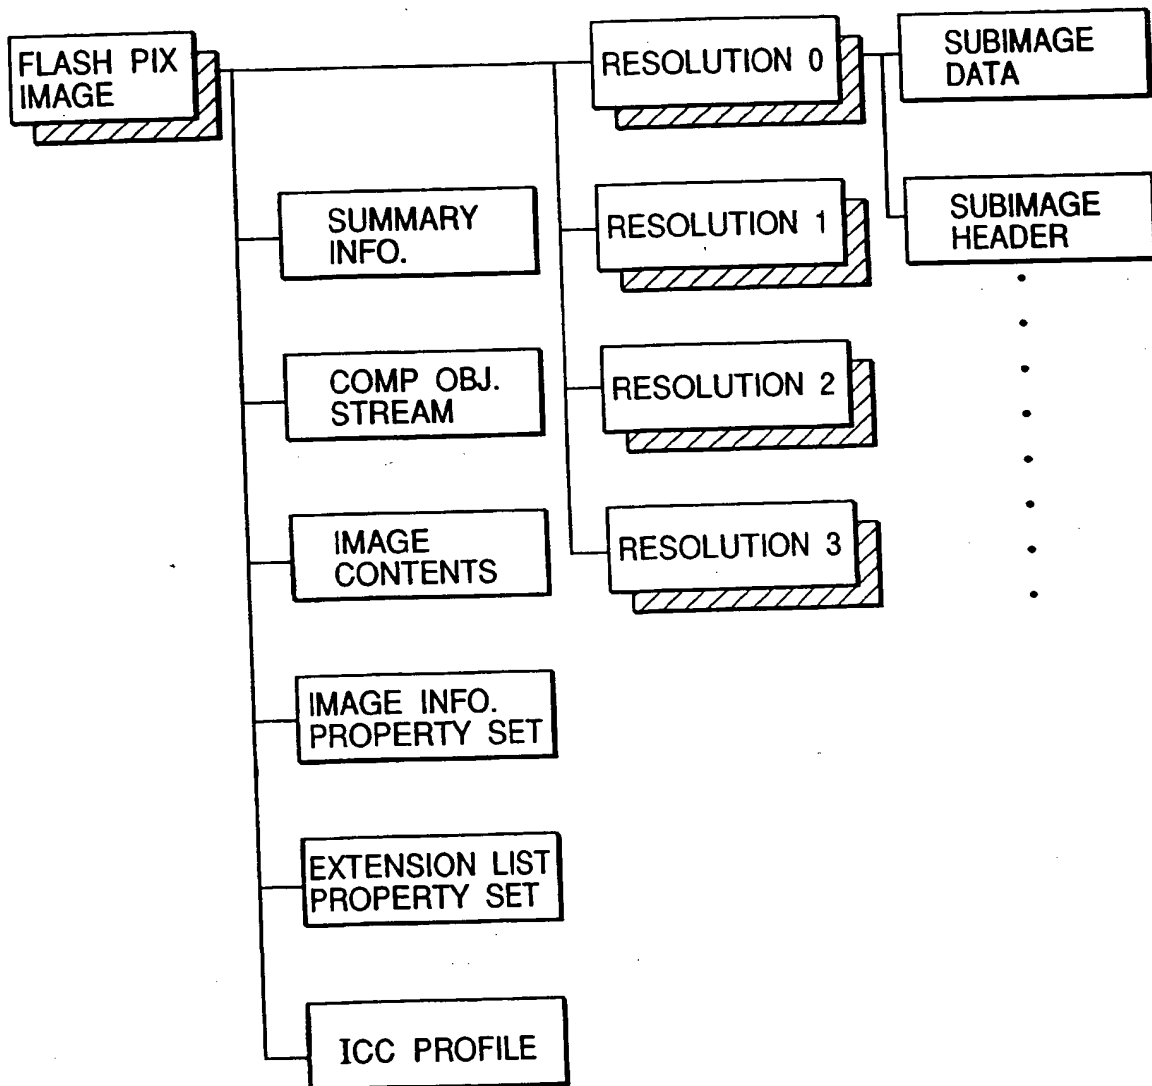 FLASH PIX
IMAGE
RESOLUTION 0
SUBIMAGE
DATA
SUMMARY
INFO.
RESOLUTION 1
SUBIMAGE
HEADER
COMP OBJ.
STREAM
RESOLUTION 2
IMAGE
CONTENTS
RESOLUTION 3
IMAGE INFO.
PROPERTY SET
EXTENSION LIST
PROPERTY SET
ICC PROFILE